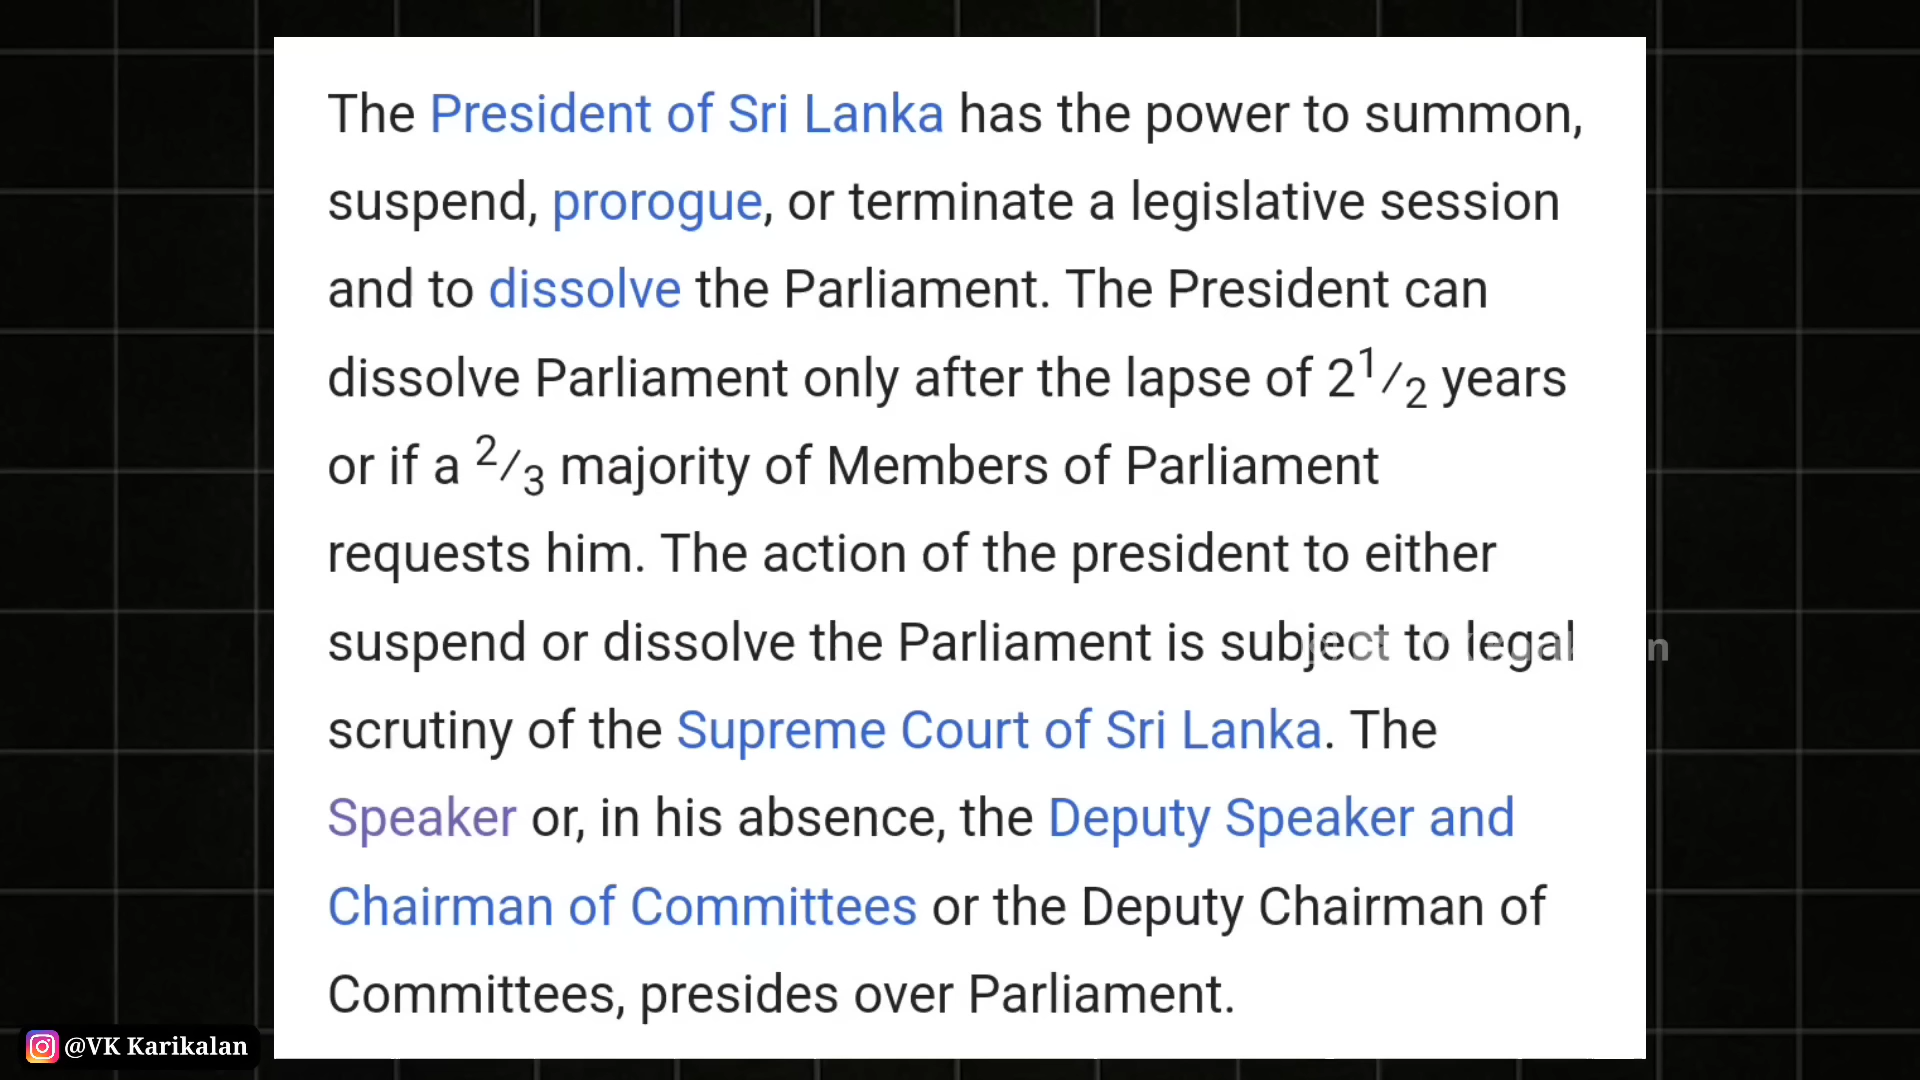 The President of Sri Lanka has the power to summon,
suspend, prorogue, or terminate a legislative session
and to dissolve the Parliament. The President can
dissolve Parliament only after the lapse of 2¹⁄₂ years
or if a ²⁄₃ majority of Members of Parliament
requests him. The action of the president to either
suspend or dissolve the Parliament is subject to legal
scrutiny of the Supreme Court of Sri Lanka. The
Speaker or, in his absence, the Deputy Speaker and
Chairman of Committees or the Deputy Chairman of
Committees, presides over Parliament.
@VK Karikalan